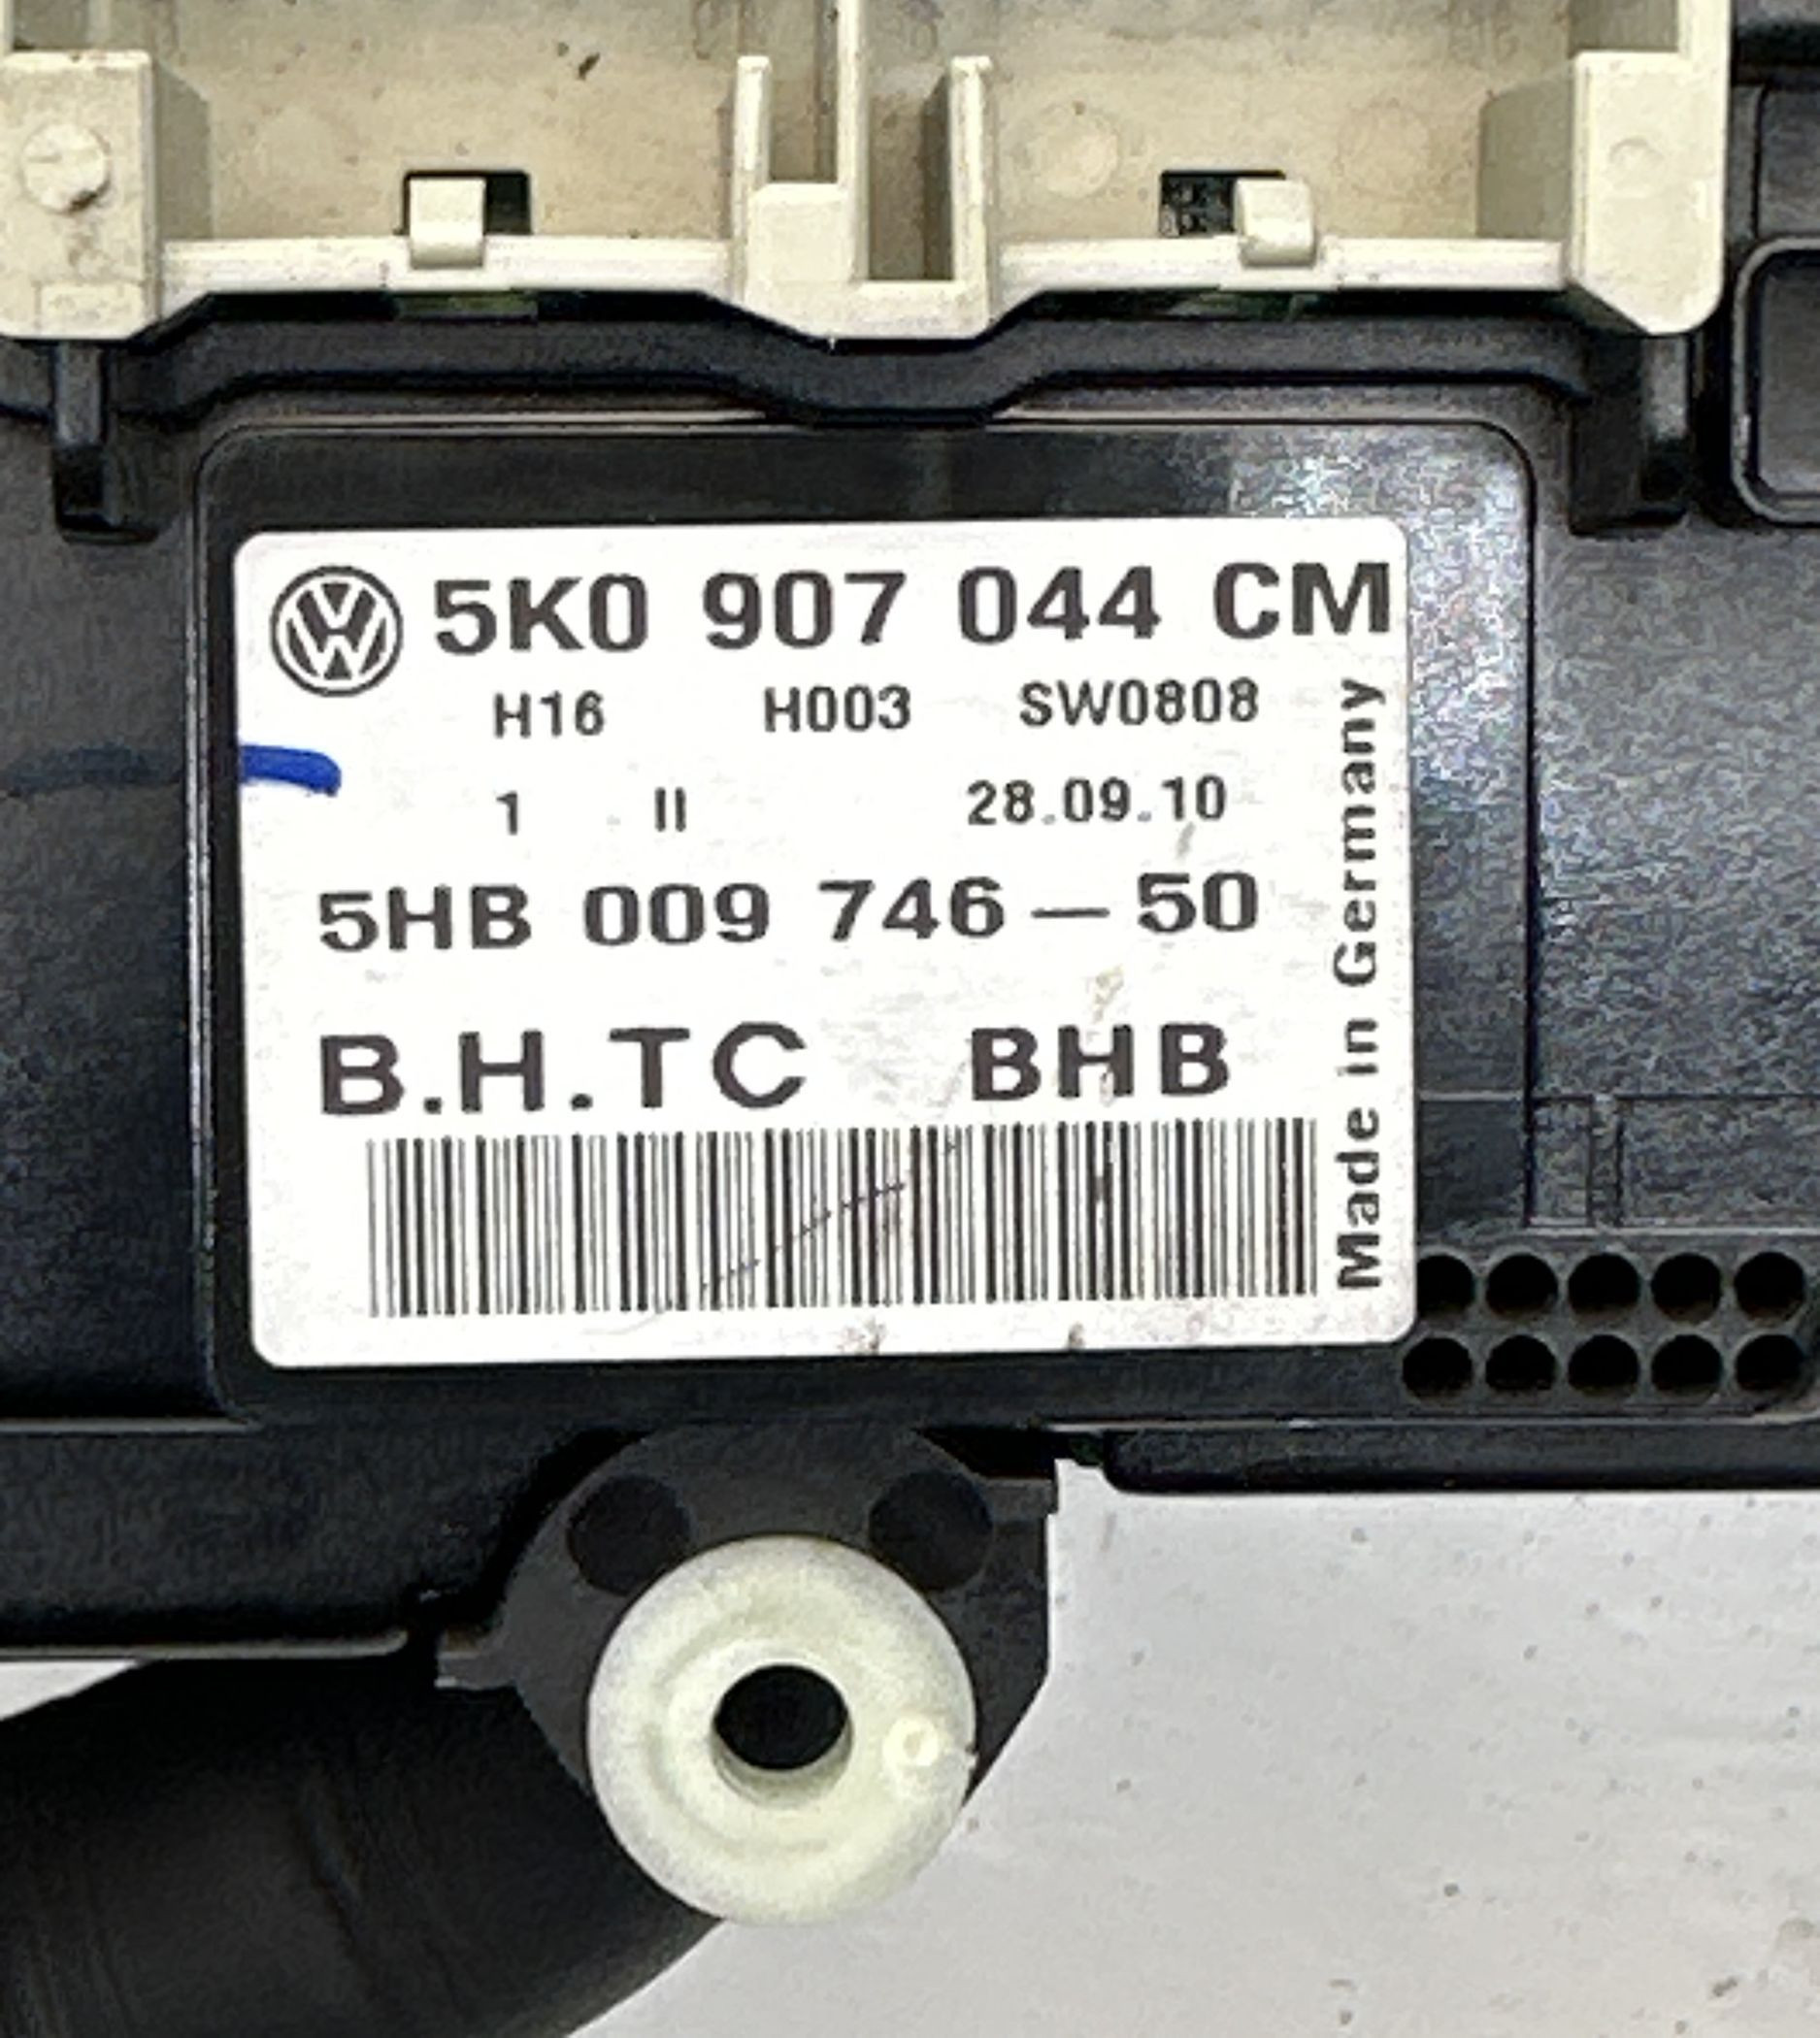 5K0 907 044 CM
H16 H003 SW0808
1 II 28.09.10
5HB 009 746-50
B.H.TC BHB
Made in Germany